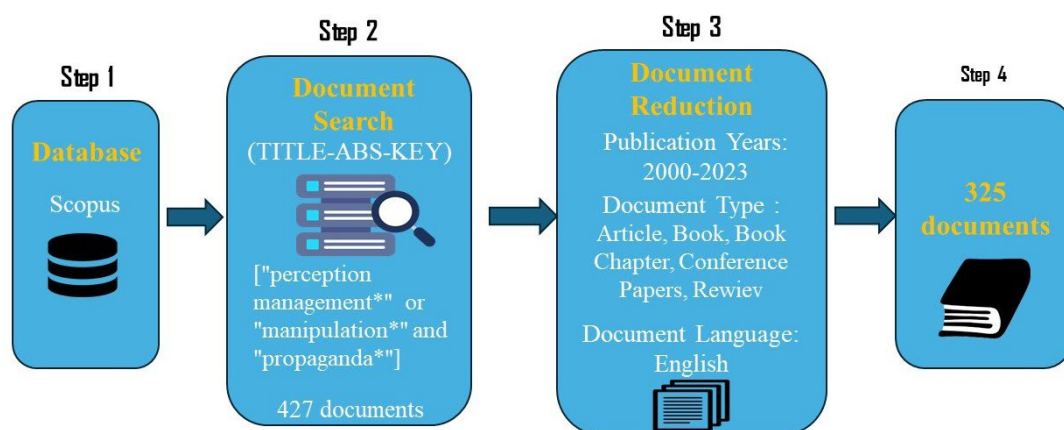 Step 1
Database
Scopus
Step 2
Document
Search
(TITLE-ABS-KEY)
["perception
management*" or
"manipulation*" and
"propaganda*"]
427 documents
Step 3
Document
Reduction
Publication Years:
2000-2023
Document Type :
Article, Book, Book
Chapter, Conference
Papers, Rewiev
Document Language:
English
Step 4
325
documents